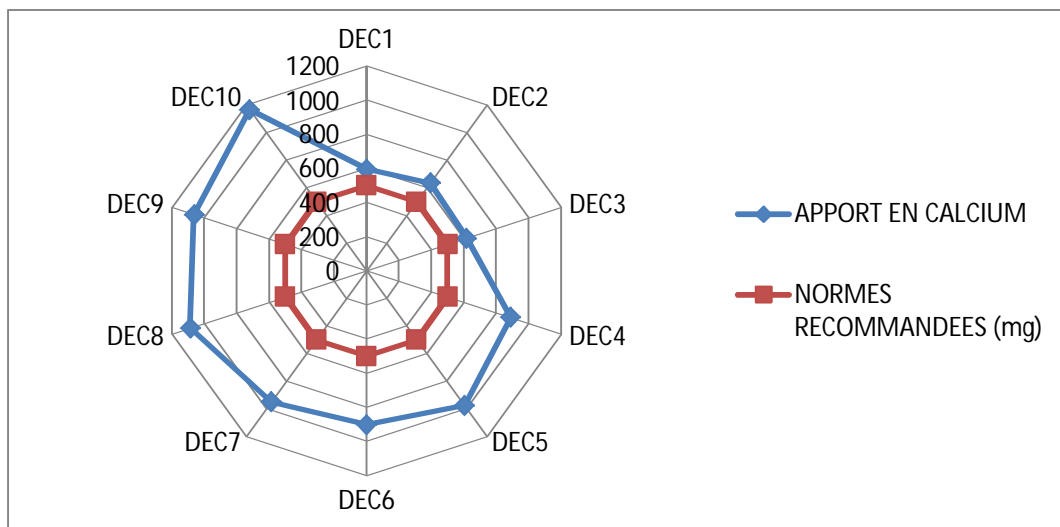 DEC1
1200
DEC10
1000
DEC2
800
600
DEC9
400
DEC3
200
0
DEC8
DEC4
DEC7
DEC5
DEC6
APPORT EN CALCIUM
NORMES
RECOMMANDEES (mg)